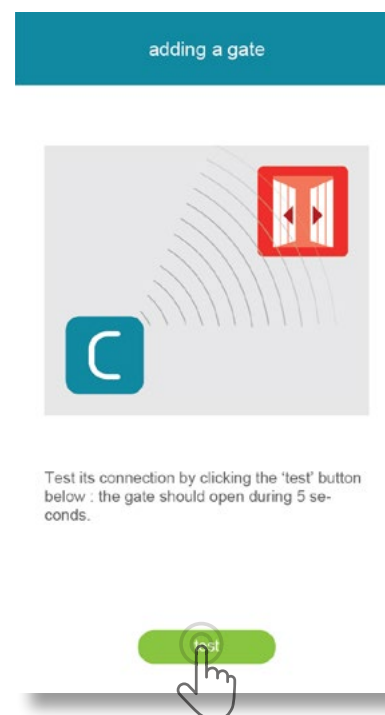 adding a gate
C
Test its connection by clicking the 'test' button
below : the gate should open during 5 se-
conds.
test